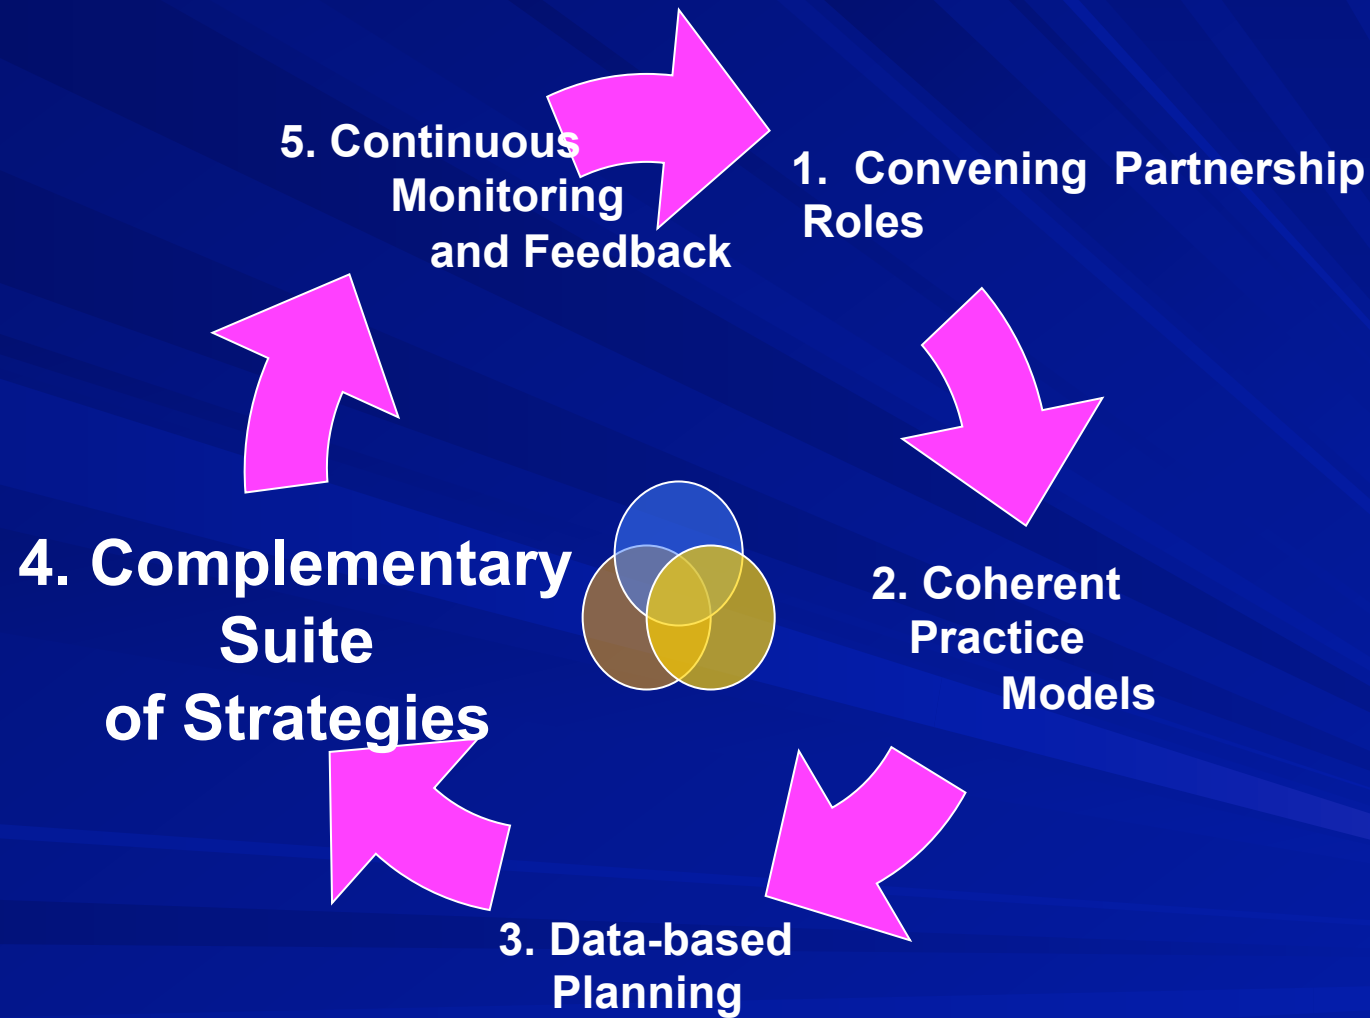 1. Convening Partnership
Roles
2. Coherent
Practice
Models
3. Data-based
Planning
4. Complementary
Suite
of Strategies
5. Continuous
Monitoring
and Feedback